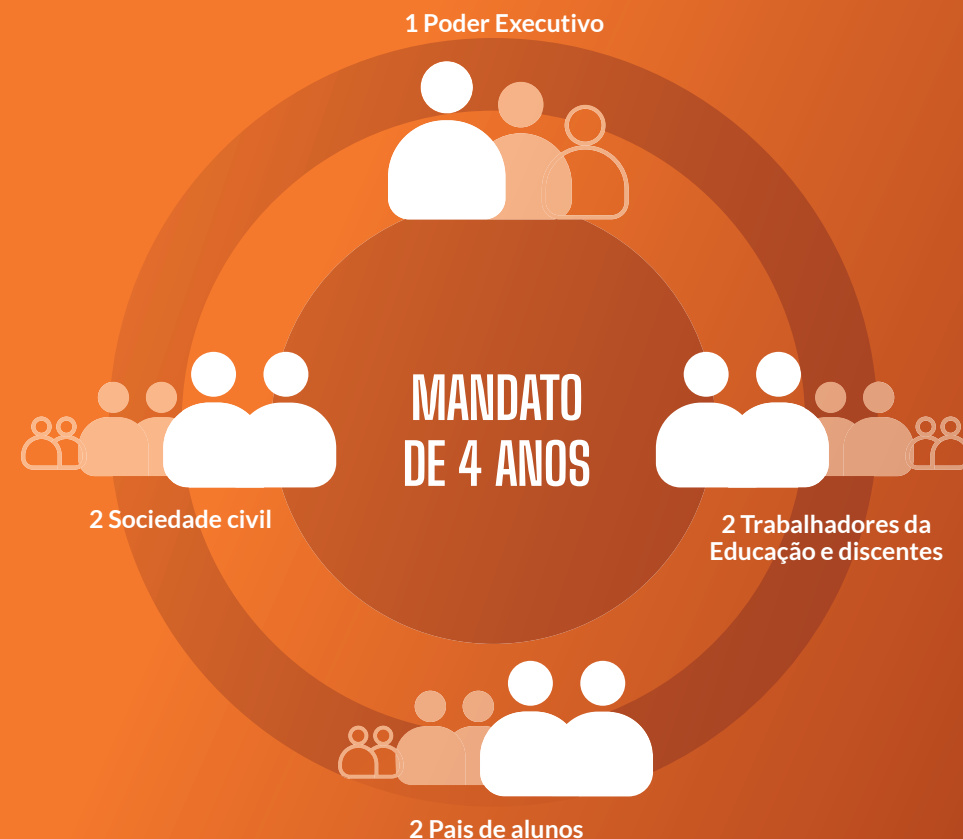 1 Poder Executivo
MANDATO
DE 4 ANOS
2 Sociedade civil
2 Trabalhadores da
Educação e discentes
2 Pais de alunos